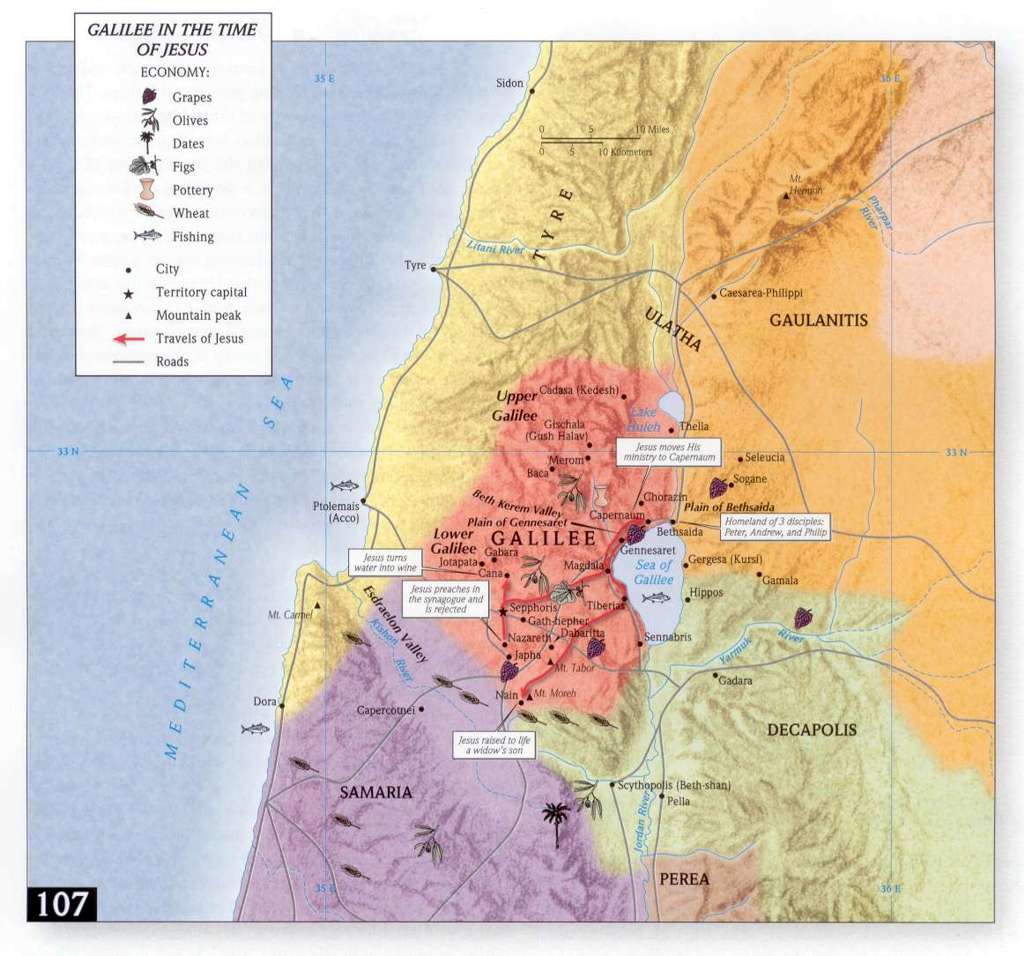 GALILEE IN THE TIME
OF JESUS
ECONOMY:
Grapes
Olives
Dates
Figs
Pottery
Wheat
Fishing
City
Territory capital
Mountain peak
Travels of Jesus
Roads
35 E
36 E
Sidon
0 5 10 Miles
0 5 10 Kilometers
Mt.
Hermon
Pharpar
River
TYRE
Litani River
Tyre
Caesarea-Philippi
ULATHA
GAULANITIS
MEDITERRANEAN SEA
Upper
Galilee
Cadasa (Kedesh)
Lake
Huleh
Thella
Gischala
(Gush Halav)
Jesus moves His
ministry to Capernaum
33 N
33 N
Merom
Baca
Seleucia
Sogane
Ptolemais
(Acco)
Beth Kerem Valley
Chorazin
Plain of Bethsaida
Capernaum
Plain of Gennesaret
Bethsaida
Homeland of 3 disciples:
Peter, Andrew, and Philip
Lower
Galilee
GALILEE
Gennesaret
Gabara
Jotapata
Jesus turns
water into wine
Cana
Magdala
Sea of
Galilee
Gergesa (Kursi)
Gamala
Hippos
Jesus preaches in
the synagogue and
is rejected
Sepphoris
Tiberias
Gath-hepher
Mt. Carmel
Esdraelon Valley
Kishon River
Dabaritta
Nazareth
Sennabris
Yarmuk River
Japha
Mt. Tabor
Gadara
Nain
Mt. Moreh
Dora
Capercotnei
Jesus raised to life
a widow's son
DECAPOLIS
SAMARIA
Scythopolis (Beth-shan)
Pella
Jordan River
PEREA
35 E
36 E
107